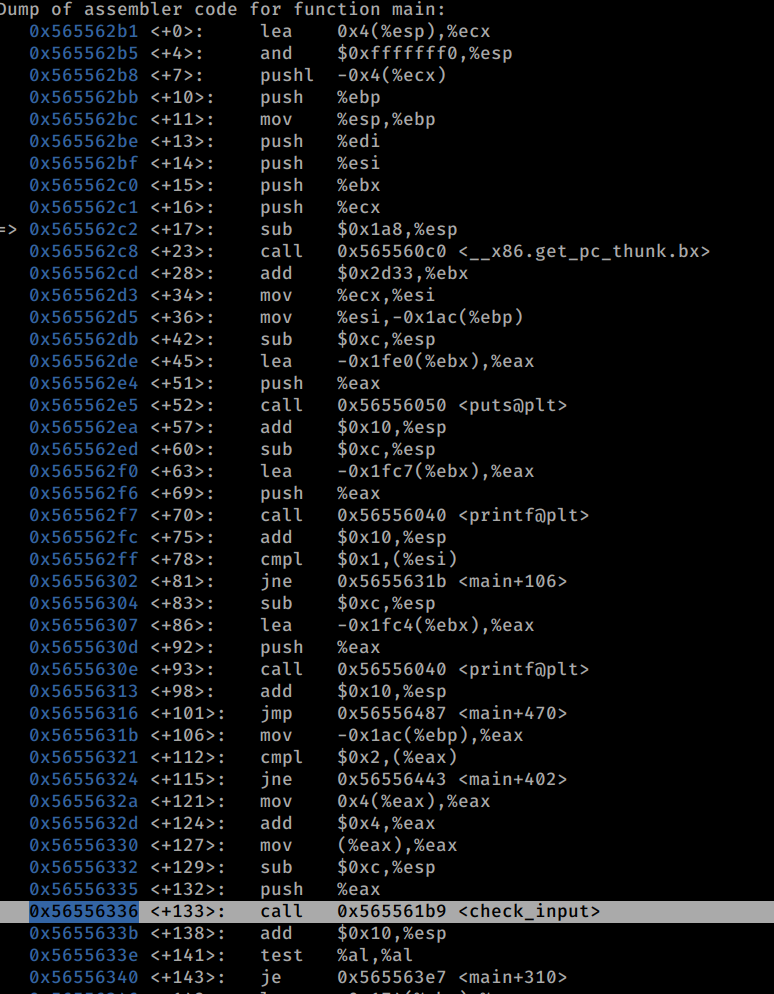 Dump of assembler code for function main:
0x565562b1 <+0>: lea 0x4(%esp),%ecx
0x565562b5 <+4>: and $0xfffffff0,%esp
0x565562b8 <+7>: pushl -0x4(%ecx)
0x565562bb <+10>: push %ebp
0x565562bc <+11>: mov %esp,%ebp
0x565562be <+13>: push %edi
0x565562bf <+14>: push %esi
0x565562c0 <+15>: push %ebx
0x565562c1 <+16>: push %ecx
=> 0x565562c2 <+17>: sub $0x1a8,%esp
0x565562c8 <+23>: call 0x565560c0 <__x86.get_pc_thunk.bx>
0x565562cd <+28>: add $0x2d33,%ebx
0x565562d3 <+34>: mov %ecx,%esi
0x565562d5 <+36>: mov %esi,-0x1ac(%ebp)
0x565562db <+42>: sub $0xc,%esp
0x565562de <+45>: lea -0x1fe0(%ebx),%eax
0x565562e4 <+51>: push %eax
0x565562e5 <+52>: call 0x56556050 <puts@plt>
0x565562ea <+57>: add $0x10,%esp
0x565562ed <+60>: sub $0xc,%esp
0x565562f0 <+63>: lea -0x1fc7(%ebx),%eax
0x565562f6 <+69>: push %eax
0x565562f7 <+70>: call 0x56556040 <printf@plt>
0x565562fc <+75>: add $0x10,%esp
0x565562ff <+78>: cmpl $0x1,(%esi)
0x56556302 <+81>: jne 0x5655631b <main+106>
0x56556304 <+83>: sub $0xc,%esp
0x56556307 <+86>: lea -0x1fc4(%ebx),%eax
0x5655630d <+92>: push %eax
0x5655630e <+93>: call 0x56556040 <printf@plt>
0x56556313 <+98>: add $0x10,%esp
0x56556316 <+101>: jmp 0x56556487 <main+470>
0x5655631b <+106>: mov -0x1ac(%ebp),%eax
0x56556321 <+112>: cmpl $0x2,(%eax)
0x56556324 <+115>: jne 0x56556443 <main+402>
0x5655632a <+121>: mov 0x4(%eax),%eax
0x5655632d <+124>: add $0x4,%eax
0x56556330 <+127>: mov (%eax),%eax
0x56556332 <+129>: sub $0xc,%esp
0x56556335 <+132>: push %eax
0x56556336 <+133>: call 0x565561b9 <check_input>
0x5655633b <+138>: add $0x10,%esp
0x5655633e <+141>: test %al,%al
0x56556340 <+143>: je 0x565563e7 <main+310>